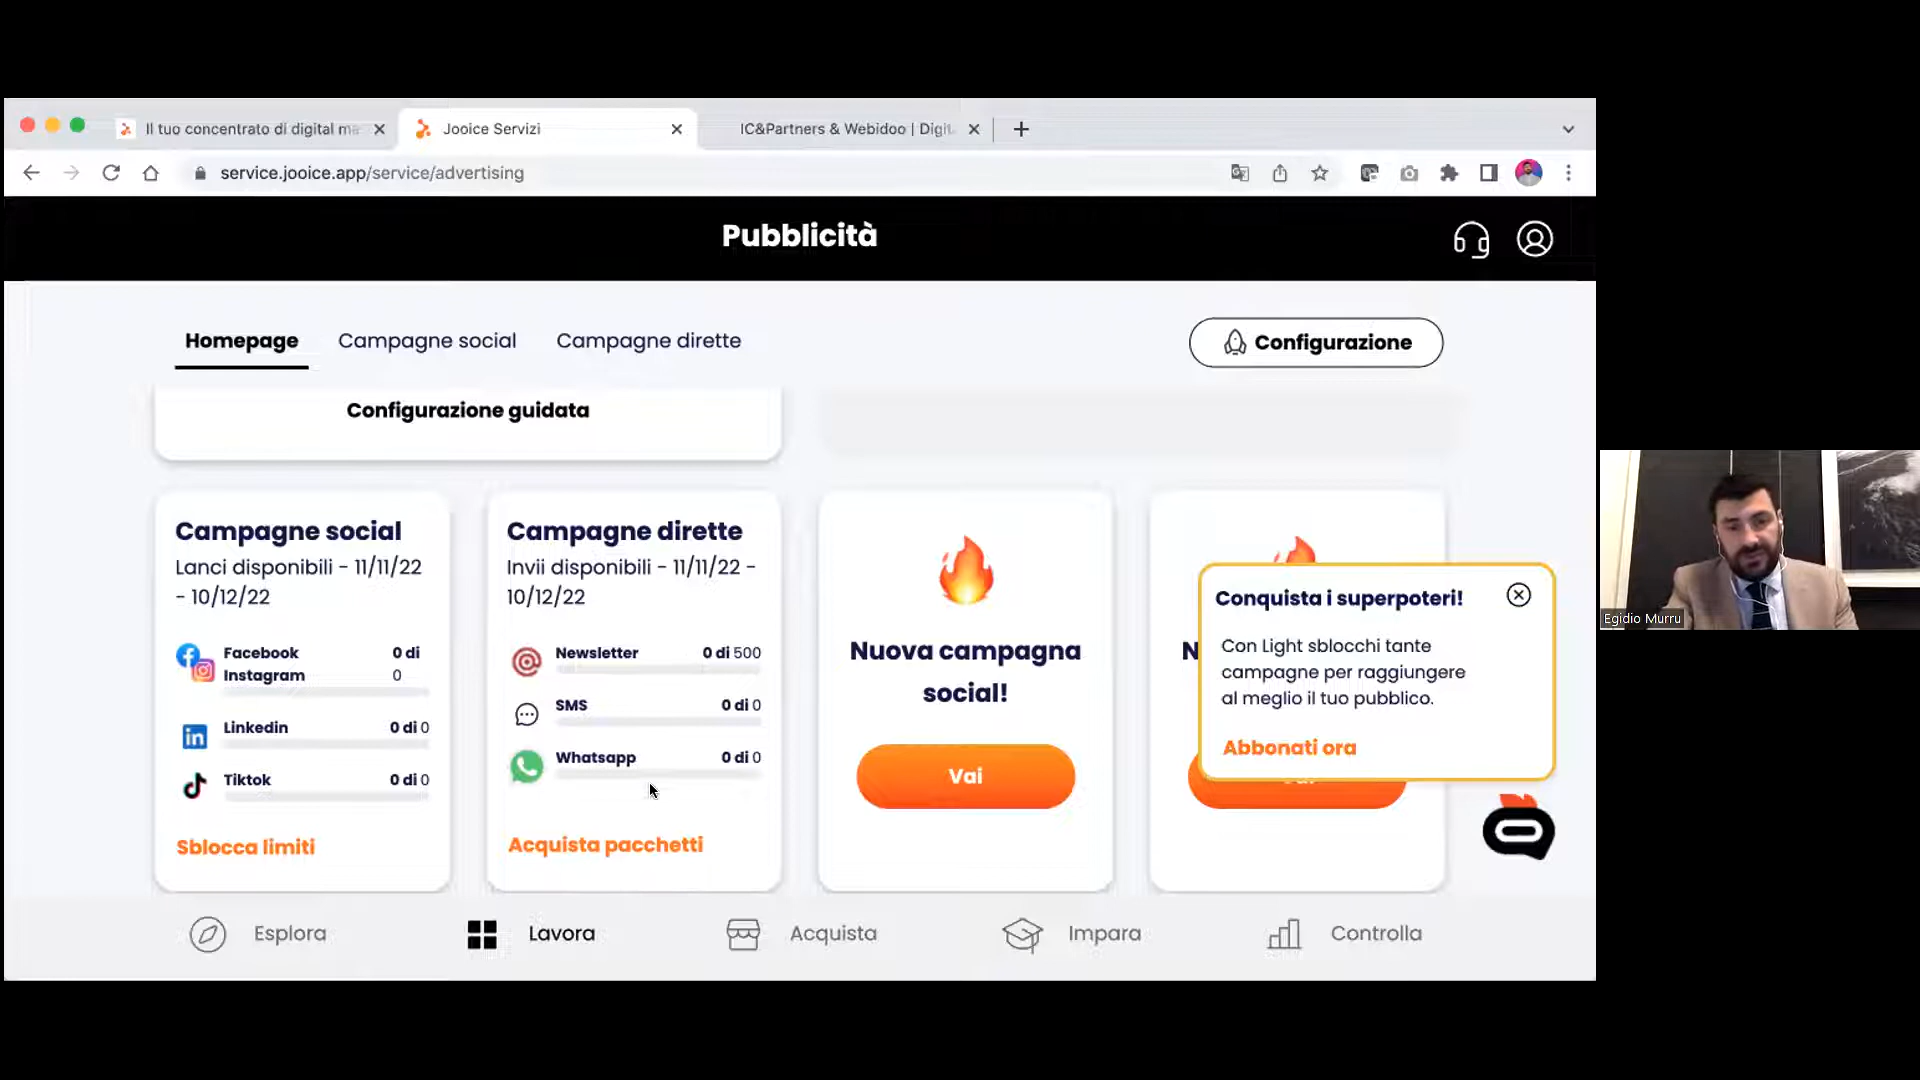 Il tuo concentrato di digital ma
Jooice Servizi
IC&Partners & Webidoo | Digit
service.jooice.app/service/advertising
Pubblicità
Homepage
Campagne social
Campagne dirette
Configurazione
Configurazione guidata
Campagne social
Lanci disponibili - 11/11/22
- 10/12/22
Facebook
Instagram
0 di
0
Linkedin
0 di 0
Tiktok
0 di 0
Sblocca limiti
Campagne dirette
Invii disponibili - 11/11/22 -
10/12/22
Newsletter
0 di 500
SMS
0 di 0
Whatsapp
0 di 0
Acquista pacchetti
Nuova campagna
social!
Vai
N
Conquista i superpoteri!
Con Light sblocchi tante
campagne per raggiungere
al meglio il tuo pubblico.
Abbonati ora
Esplora
Lavora
Acquista
Impara
Controlla
Egidio Murru